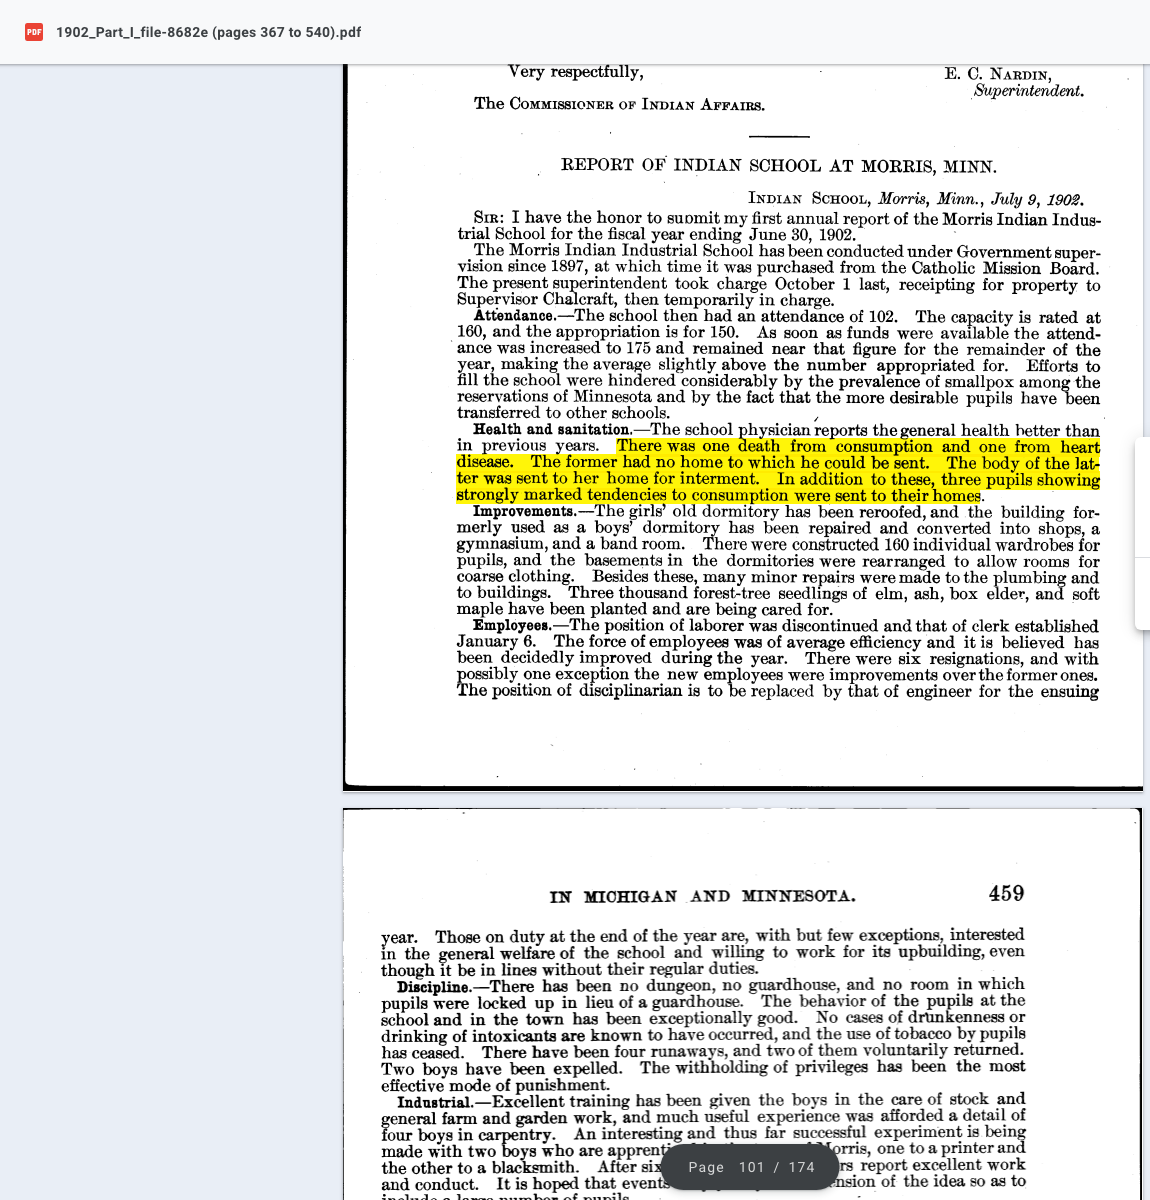 PDF 1902_Part_I_file-8682e (pages 367 to 540).pdf
Very respectfully,
E. C. NARDIN,
Superintendent.
The COMMISSIONER OF INDIAN AFFAIRS.
REPORT OF INDIAN SCHOOL AT MORRIS, MINN.
INDIAN SCHOOL, Morris, Minn., July 9, 1902.
SIR: I have the honor to suomit my first annual report of the Morris Indian Indus-
trial School for the fiscal year ending June 30, 1902.
The Morris Indian Industrial School has been conducted under Government super-
vision since 1897, at which time it was purchased from the Catholic Mission Board.
The present superintendent took charge October 1 last, receipting for property to
Supervisor Chalcraft, then temporarily in charge.
Attendance.—The school then had an attendance of 102. The capacity is rated at
160, and the appropriation is for 150. As soon as funds were available the attend-
ance was increased to 175 and remained near that figure for the remainder of the
year, making the average slightly above the number appropriated for. Efforts to
fill the school were hindered considerably by the prevalence of smallpox among the
reservations of Minnesota and by the fact that the more desirable pupils have been
transferred to other schools.
Health and sanitation.—The school physician reports the general health better than
in previous years. There was one death from consumption and one from heart
disease. The former had no home to which he could be sent. The body of the lat-
ter was sent to her home for interment. In addition to these, three pupils showing
strongly marked tendencies to consumption were sent to their homes.
Improvements.—The girls' old dormitory has been reroofed, and the building for-
merly used as a boys' dormitory has been repaired and converted into shops, a
gymnasium, and a band room. There were constructed 160 individual wardrobes for
pupils, and the basements in the dormitories were rearranged to allow rooms for
coarse clothing. Besides these, many minor repairs were made to the plumbing and
to buildings. Three thousand forest-tree seedlings of elm, ash, box elder, and soft
maple have been planted and are being cared for.
Employees.—The position of laborer was discontinued and that of clerk established
January 6. The force of employees was of average efficiency and it is believed has
been decidedly improved during the year. There were six resignations, and with
possibly one exception the new employees were improvements over the former ones.
The position of disciplinarian is to be replaced by that of engineer for the ensuing
IN MICHIGAN AND MINNESOTA. 459
year. Those on duty at the end of the year are, with but few exceptions, interested
in the general welfare of the school and willing to work for its upbuilding, even
though it be in lines without their regular duties.
Discipline.—There has been no dungeon, no guardhouse, and no room in which
pupils were locked up in lieu of a guardhouse. The behavior of the pupils at the
school and in the town has been exceptionally good. No cases of drunkenness or
drinking of intoxicants are known to have occurred, and the use of tobacco by pupils
has ceased. There have been four runaways, and two of them voluntarily returned.
Two boys have been expelled. The withholding of privileges has been the most
effective mode of punishment.
Industrial.—Excellent training has been given the boys in the care of stock and
general farm and garden work, and much useful experience was afforded a detail of
four boys in carpentry. An interesting and thus far successful experiment is being
made with two boys who are apprenti orris, one to a printer and
the other to a blacksmith. After six rs report excellent work
and conduct. It is hoped that events nsion of the idea so as to
include a large number of pupils.
Page 101 / 174